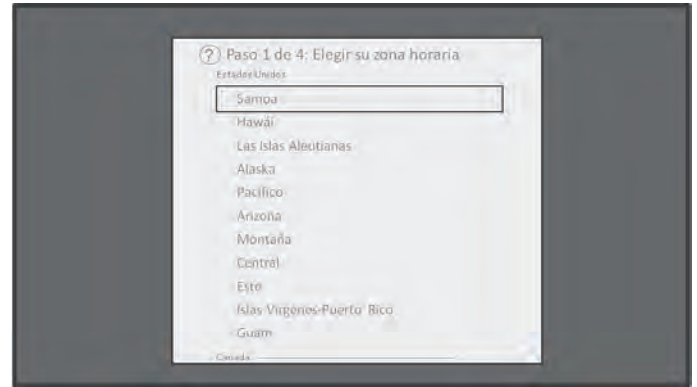 ? Paso 1 de 4: Elegir su zona horaria
Estados Unidos
Samoa
Hawái
Las Islas Aleutianas
Alaska
Pacífico
Arizona
Montaña
Central
Este
Islas Vírgenes-Puerto Rico
Guam
Canada